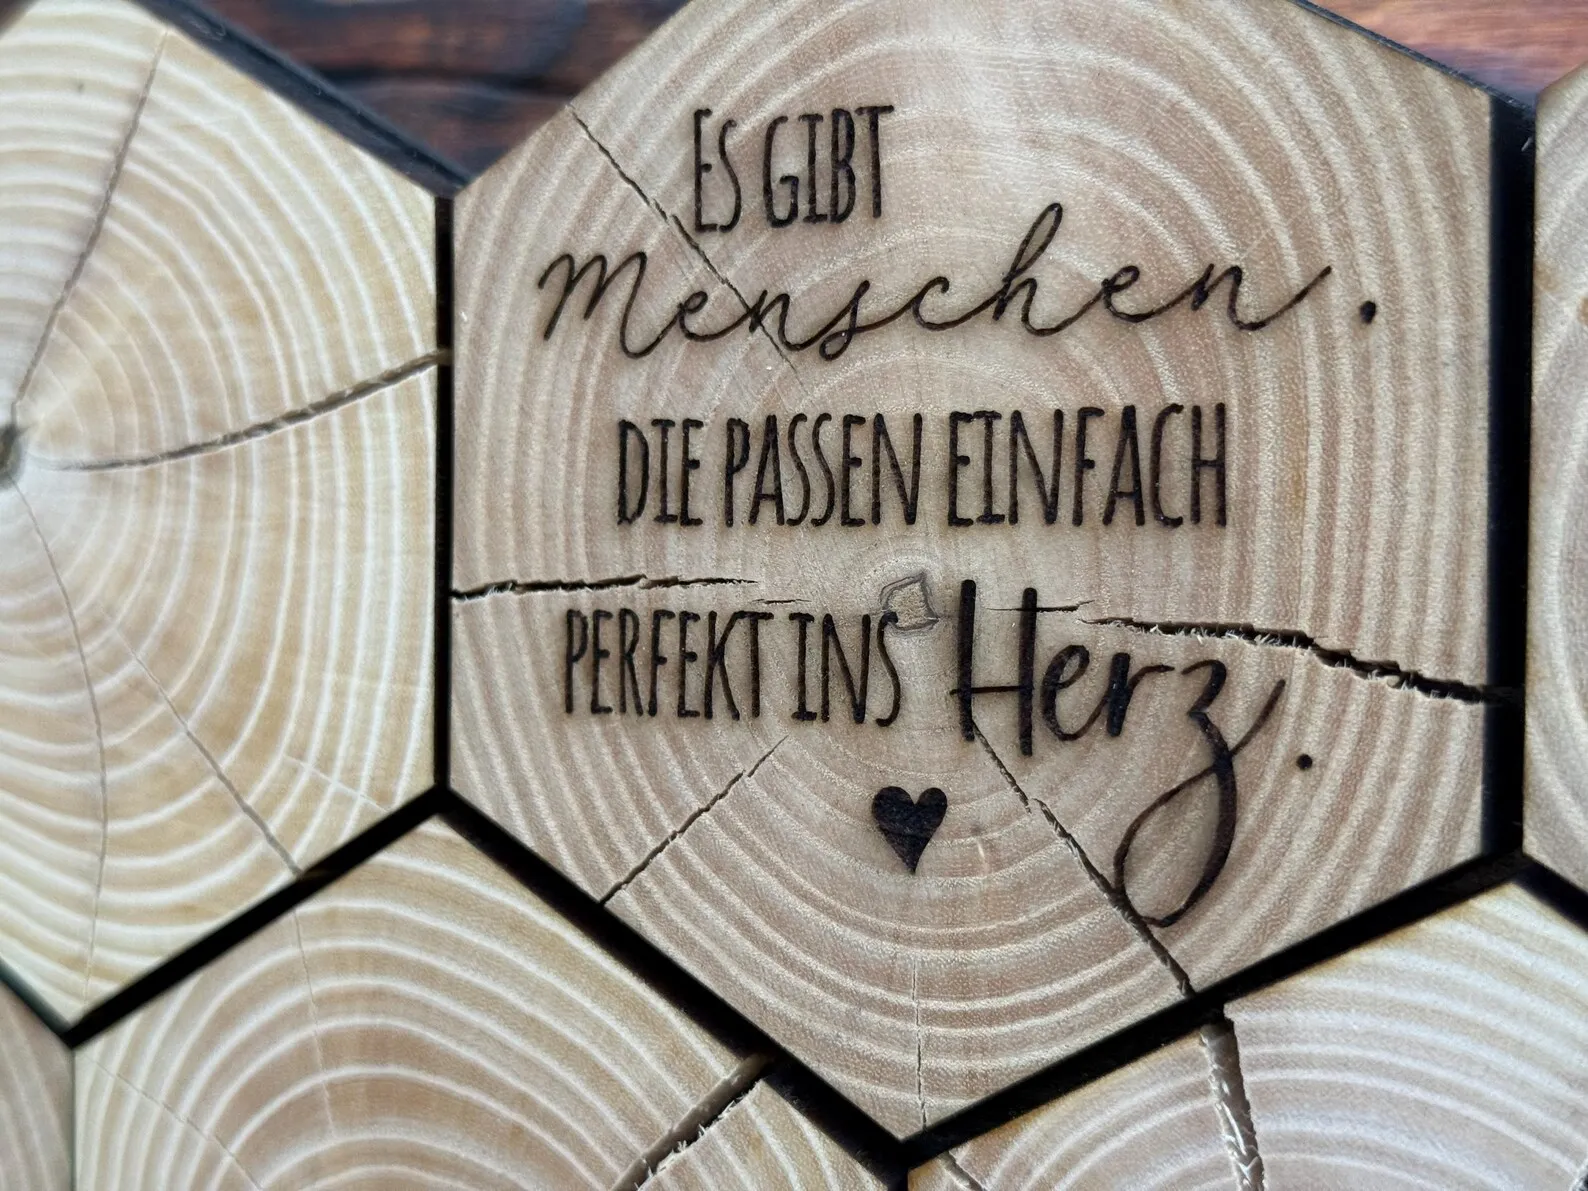 ES GIBT
Menschen.
DIE PASSEN EINFACH
PERFEKT INS Herz.